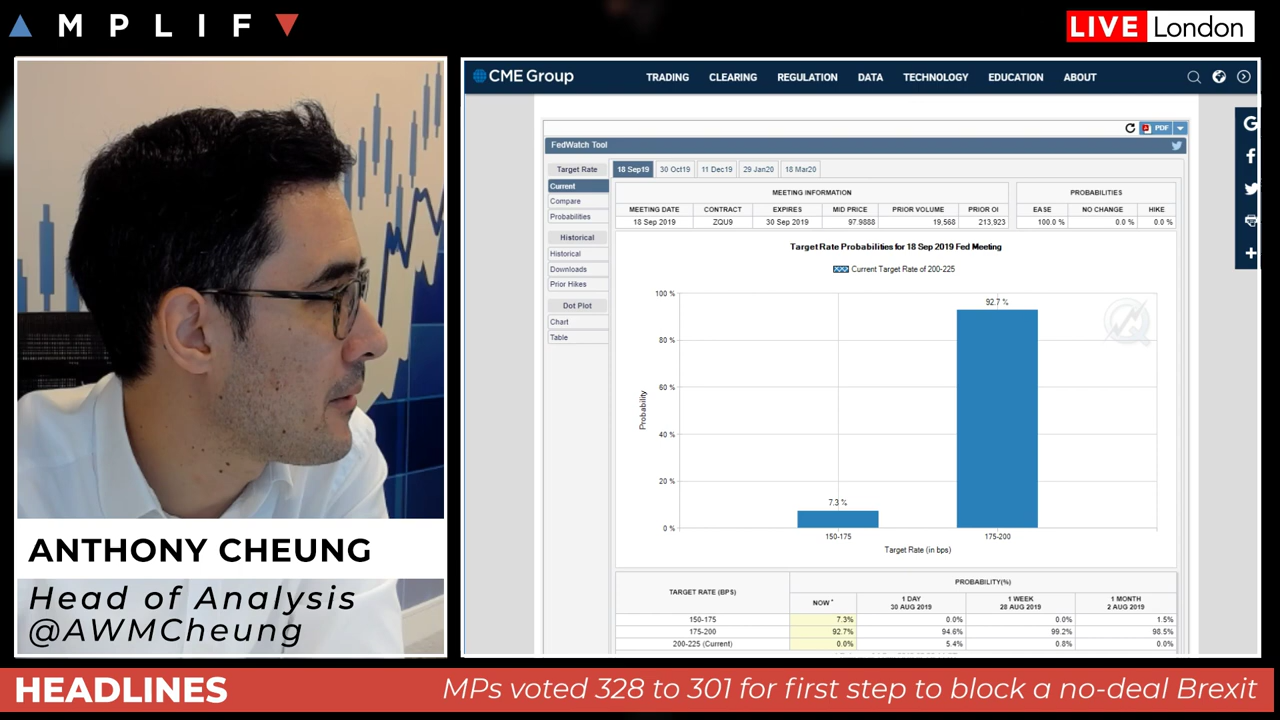 ▲ M P L I F ▼
LIVE London
CME Group
TRADING CLEARING REGULATION DATA TECHNOLOGY EDUCATION ABOUT
PDF
FedWatch Tool
Target Rate
Current
Compare
Probabilities
Historical
Historical
Downloads
Prior Hikes
Dot Plot
Chart
Table
18 Sep19 30 Oct19 11 Dec19 29 Jan20 18 Mar20
MEETING INFORMATION
MEETING DATE CONTRACT EXPIRES MID PRICE PRIOR VOLUME PRIOR OI
18 Sep 2019 ZQU9 30 Sep 2019 97.9888 19,568 213,923
PROBABILITIES
EASE NO CHANGE HIKE
100.0 % 0.0 % 0.0 %
Target Rate Probabilities for 18 Sep 2019 Fed Meeting
Current Target Rate of 200-225
100 %
80 %
60 %
40 %
20 %
0 %
Probability
92.7 %
7.3 %
150-175 175-200
Target Rate (in bps)
TARGET RATE (BPS) PROBABILITY(%)
NOW * 1 DAY 30 AUG 2019 1 WEEK 28 AUG 2019 1 MONTH 2 AUG 2019
150-175 7.3% 0.0% 0.0% 1.5%
175-200 92.7% 94.6% 99.2% 98.5%
200-225 (Current) 0.0% 5.4% 0.8% 0.0%
ANTHONY CHEUNG
Head of Analysis
@AWMCheung
HEADLINES MPs voted 328 to 301 for first step to block a no-deal Brexit